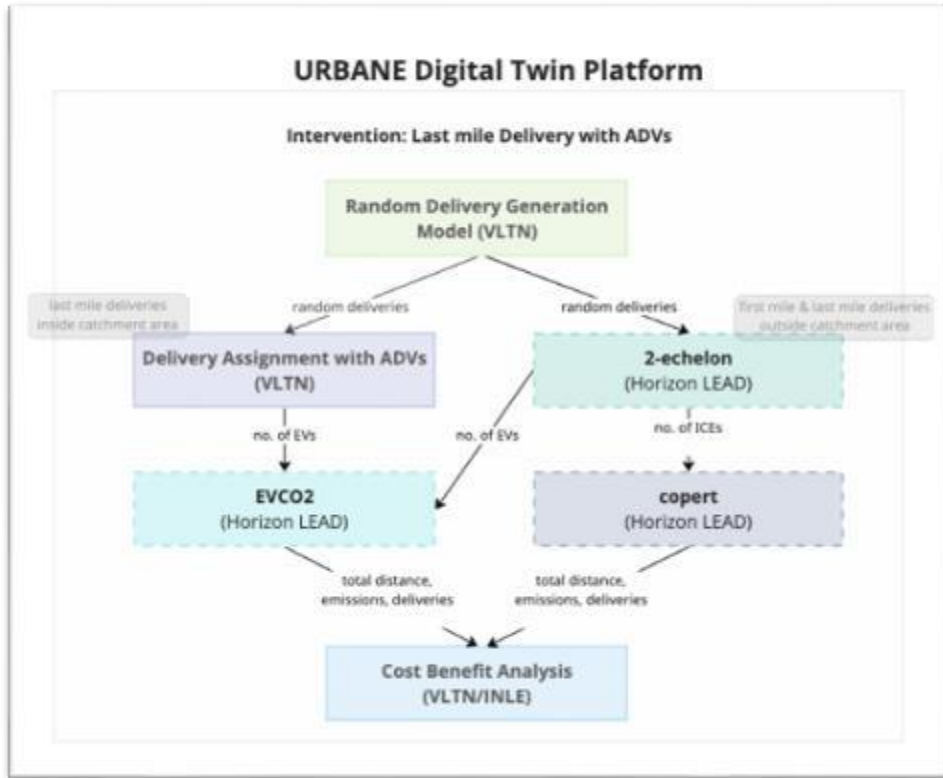 URBANE Digital Twin Platform
Intervention: Last mile Delivery with ADVs
Random Delivery Generation
Model (VLTN)
last mile deliveries
inside catchment area
random deliveries
random deliveries
first mile & last mile deliveries
outside catchment area
Delivery Assignment with ADVs
(VLTN)
2-echelon
(Horizon LEAD)
no. of EVs
no. of EVs
no. of ICEs
EVCO2
(Horizon LEAD)
copert
(Horizon LEAD)
total distance,
emissions, deliveries
total distance,
emissions, deliveries
Cost Benefit Analysis
(VLTN/INLE)